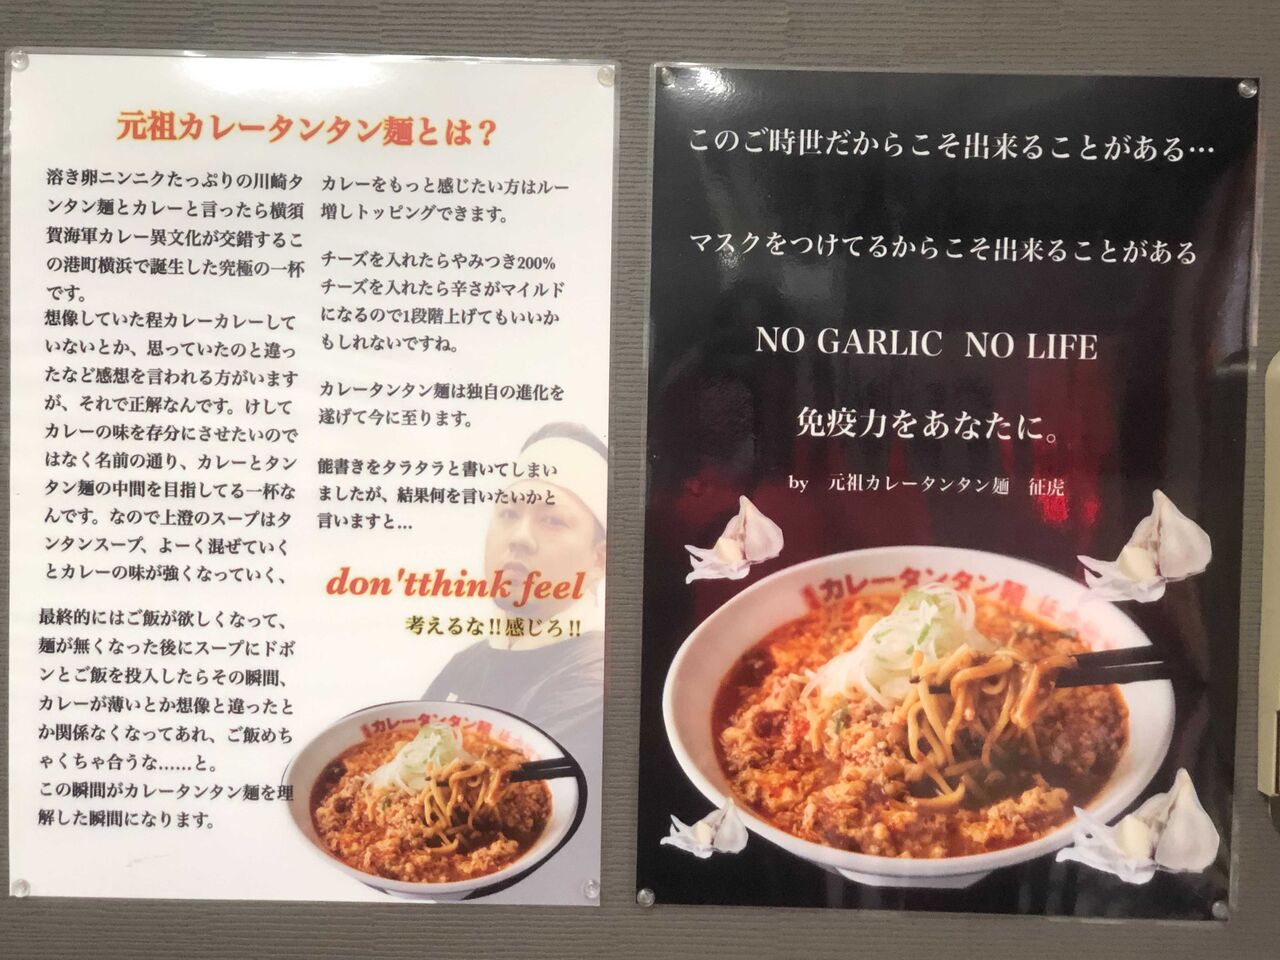 元祖カレータンタン麺とは？
溶き卵ニンニクたっぷりの川崎タ
ンタン麺とカレーと言ったら横須
賀海軍カレー異文化が交錯するこ
の港町横浜で誕生した究極の一杯
です。
想像していた程カレーカレーして
いないとか、思っていたのと違っ
たなど感想を言われる方がいます
が、それで正解なんです。けして
カレーの味を存分にさせたいので
はなく名前の通り、カレーとタン
タン麺の中間を目指してる一杯な
んです。なので上澄のスープはタ
ンタンスープ、よーく混ぜていく
とカレーの味が強くなっていく、
最終的にはご飯が欲しくなって、
麺が無くなった後にスープにドボ
ンとご飯を投入したらその瞬間、
カレーが薄いとか想像と違ったと
か関係なくなってあれ、ご飯めち
ゃくちゃ合うな……と。
この瞬間がカレータンタン麺を理
解した瞬間になります。
カレーをもっと感じたい方はルー
増しトッピングできます。
チーズを入れたらやみつき200%
チーズを入れたら辛さがマイルド
になるので1段階上げてもいいか
もしれないですね。
カレータンタン麺は独自の進化を
遂げて今に至ります。
能書きをタラタラと書いてしまい
ましたが、結果何を言いたいかと
言いますと...
don'tthink feel
考えるな!!感じろ!!
カレータンタン麺
このご時世だからこそ出来ることがある…
マスクをつけてるからこそ出来ることがある
NO GARLIC NO LIFE
免疫力をあなたに。
by 元祖カレータンタン麺 征虎
カレータンタン麺